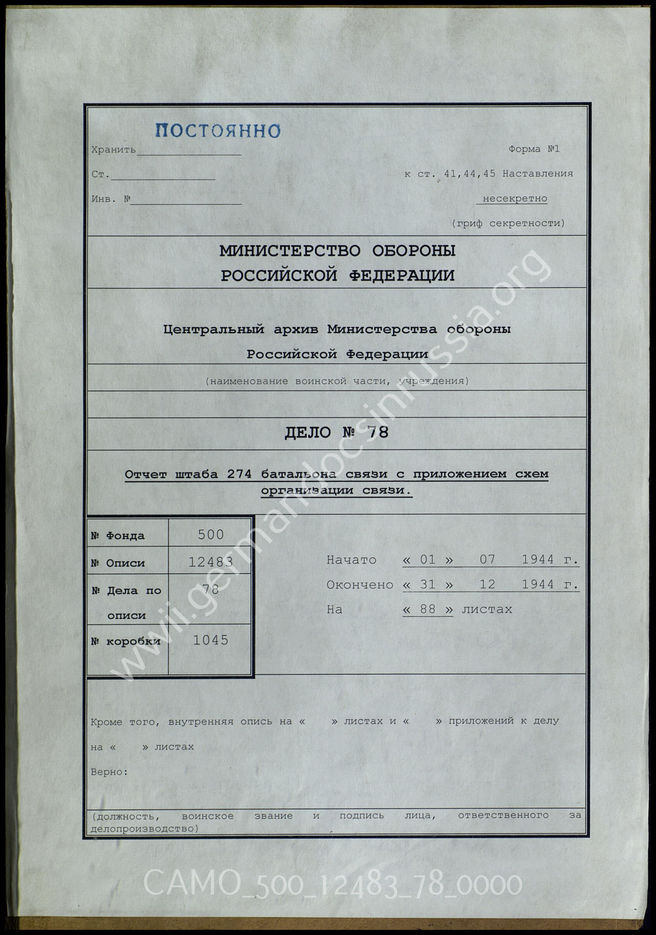 ПОСТОЯННО
Хранить
Форма №1
Ст.
к ст. 41,44,45 Наставления
Инв. №
несекретно
(гриф секретности)
МИНИСТЕРСТВО ОБОРОНЫ
РОССИЙСКОЙ ФЕДЕРАЦИИ
Центральный архив Министерства обороны
Российской Федерации
(наименование воинской части, учреждения)
ДЕЛО № 78
Отчет штаба 274 батальона связи с приложением схем
организации связи.
№ Фонда 500
№ Описи 12483
№ Дела по описи 78
№ коробки 1045
Начато « 01 » 07 1944 г.
Окончено « 31 » 12 1944 г.
На « 88 » листах
Кроме того, внутренняя опись на « » листах и « » приложений к делу
на « » листах
Верно:
(должность, воинское звание и подпись лица, ответственного за
делопроизводство)
www.germandocsinrussia.org
CAMO_500_12483_78_0000